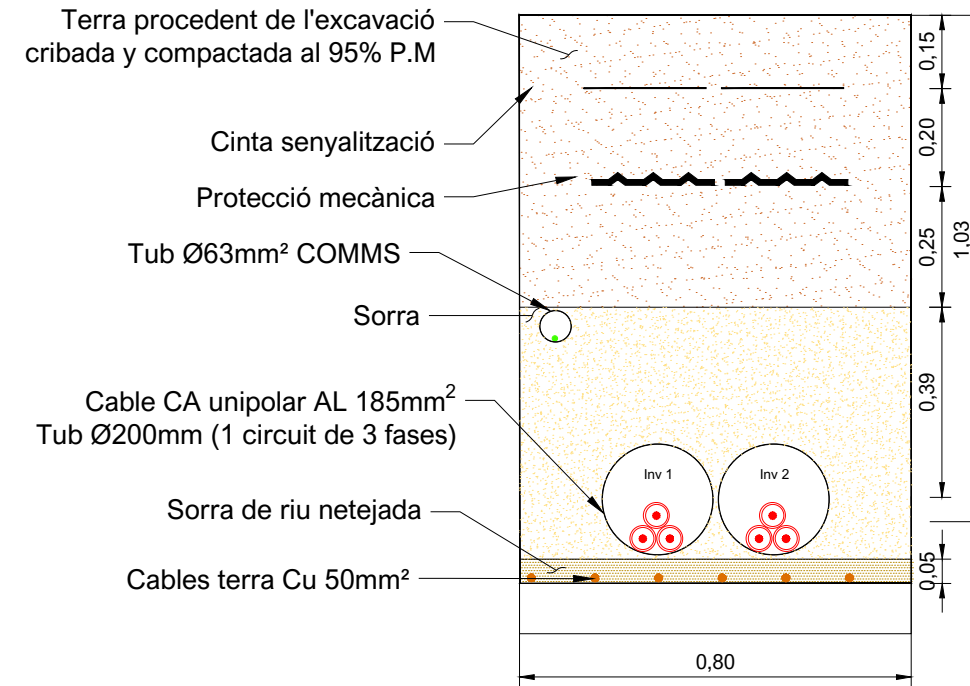 Terra procedent de l'excavació
cribada y compactada al 95% P.M
Cinta senyalització
Protecció mecànica
Tub Ø63mm² COMMS
Sorra
Cable CA unipolar AL 185mm²
Tub Ø200mm (1 circuit de 3 fases)
Sorra de riu netejada
Cables terra Cu 50mm²
Inv 1
Inv 2
0,15
0,20
0,25
1,03
0,39
0,05
0,80